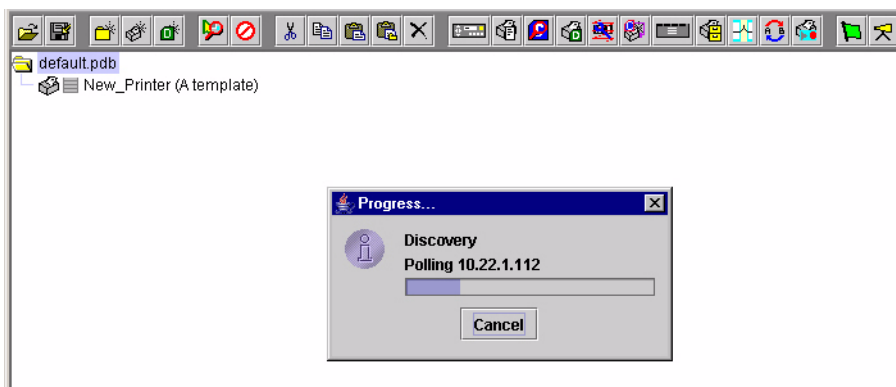 default.pdb
New_Printer (A template)
Progress...
Discovery
Polling 10.22.1.112
Cancel